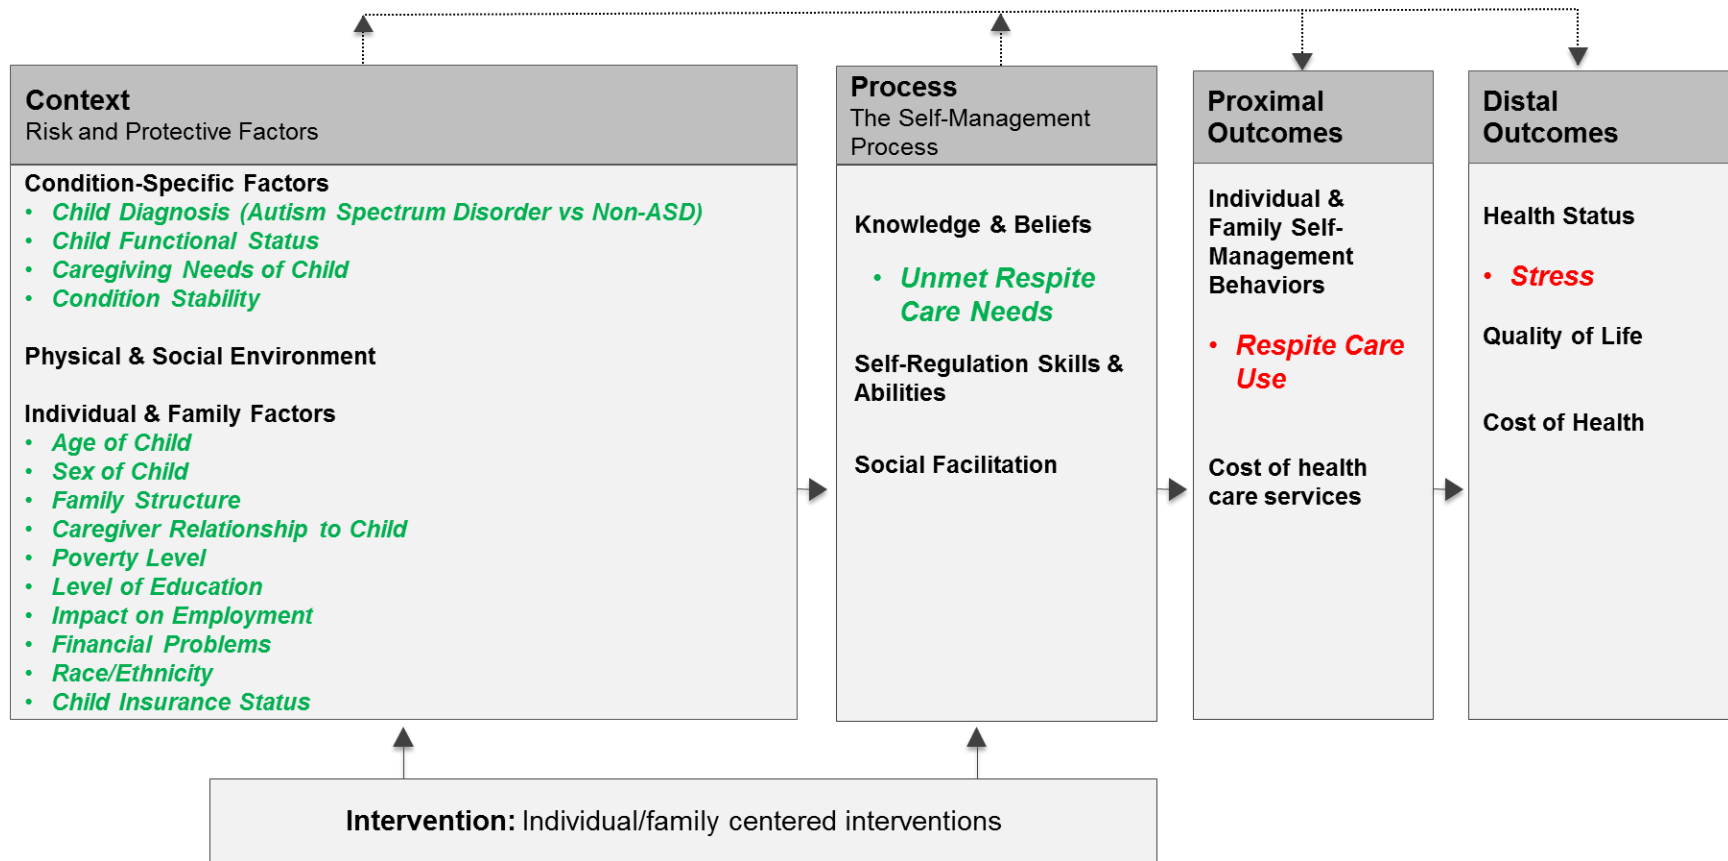 Context
Risk and Protective Factors
Condition-Specific Factors
• Child Diagnosis (Autism Spectrum Disorder vs Non-ASD)
• Child Functional Status
• Caregiving Needs of Child
• Condition Stability
Physical & Social Environment
Individual & Family Factors
• Age of Child
• Sex of Child
• Family Structure
• Caregiver Relationship to Child
• Poverty Level
• Level of Education
• Impact on Employment
• Financial Problems
• Race/Ethnicity
• Child Insurance Status
Process
The Self-Management
Process
Knowledge & Beliefs
• Unmet Respite
Care Needs
Self-Regulation Skills &
Abilities
Social Facilitation
Proximal
Outcomes
Individual &
Family Self-
Management
Behaviors
• Respite Care
Use
Cost of health
care services
Distal
Outcomes
Health Status
• Stress
Quality of Life
Cost of Health
Intervention: Individual/family centered interventions